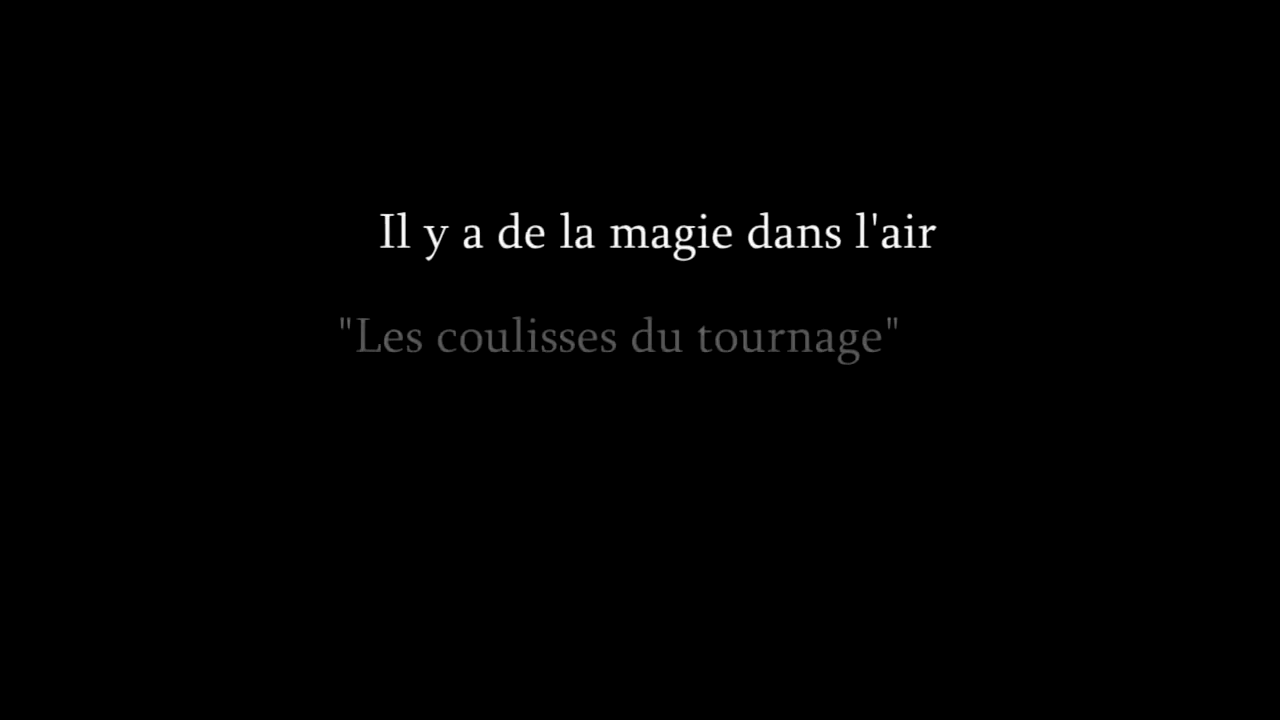 Il y a de la magie dans l'air
"Les coulisses du tournage"